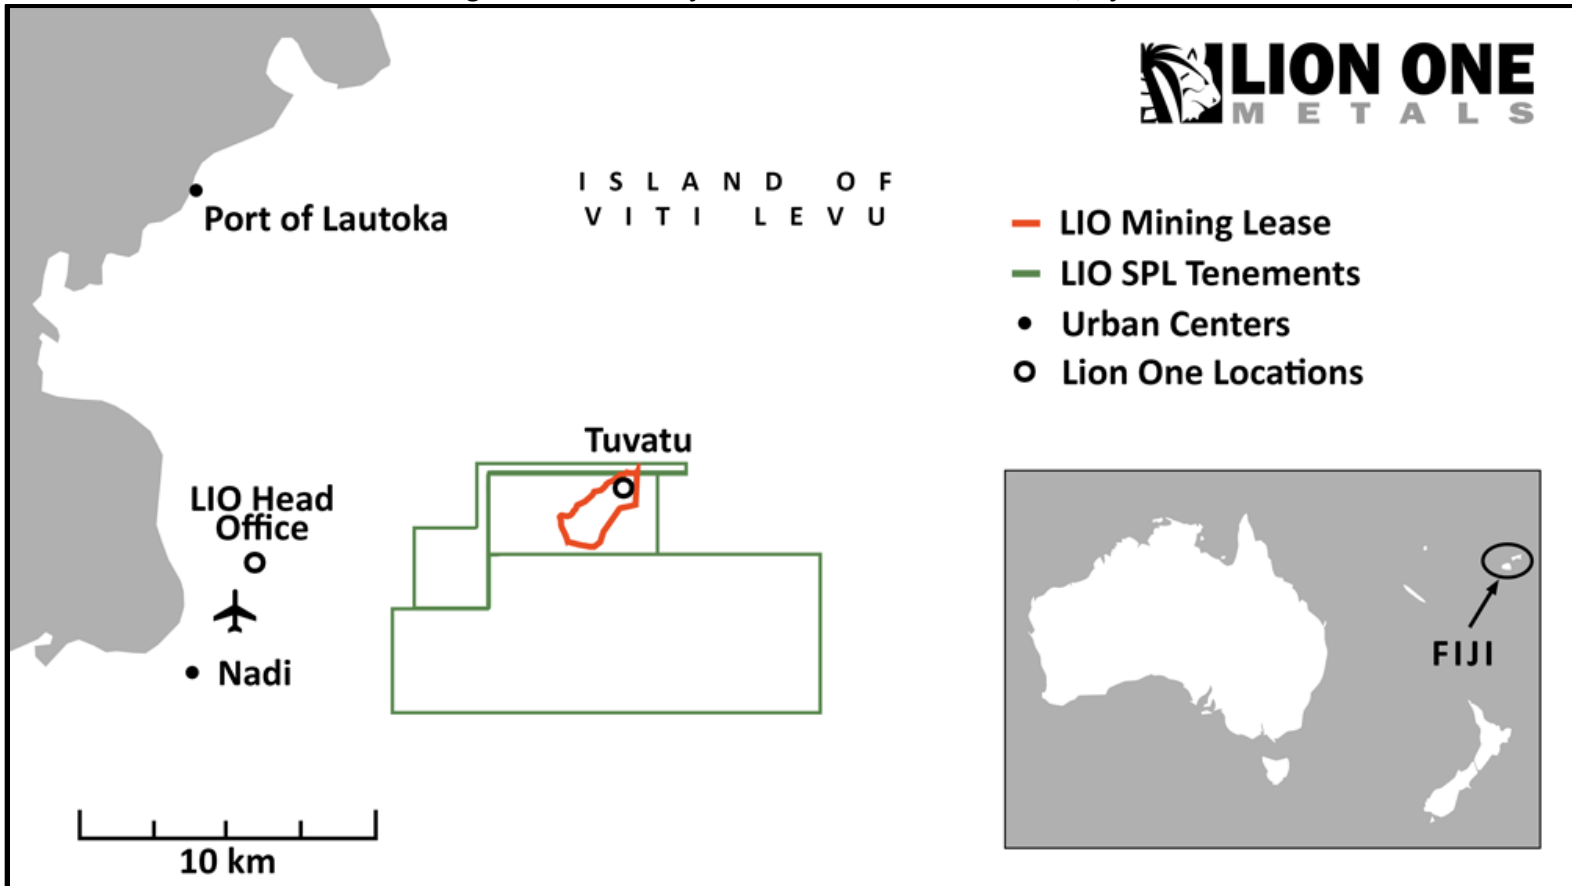 LION ONE
METALS
ISLAND OF
VITI LEVU
Port of Lautoka
LIO Mining Lease
LIO SPL Tenements
Urban Centers
Lion One Locations
Tuvatu
LIO Head
Office
Nadi
FIJI
10 km